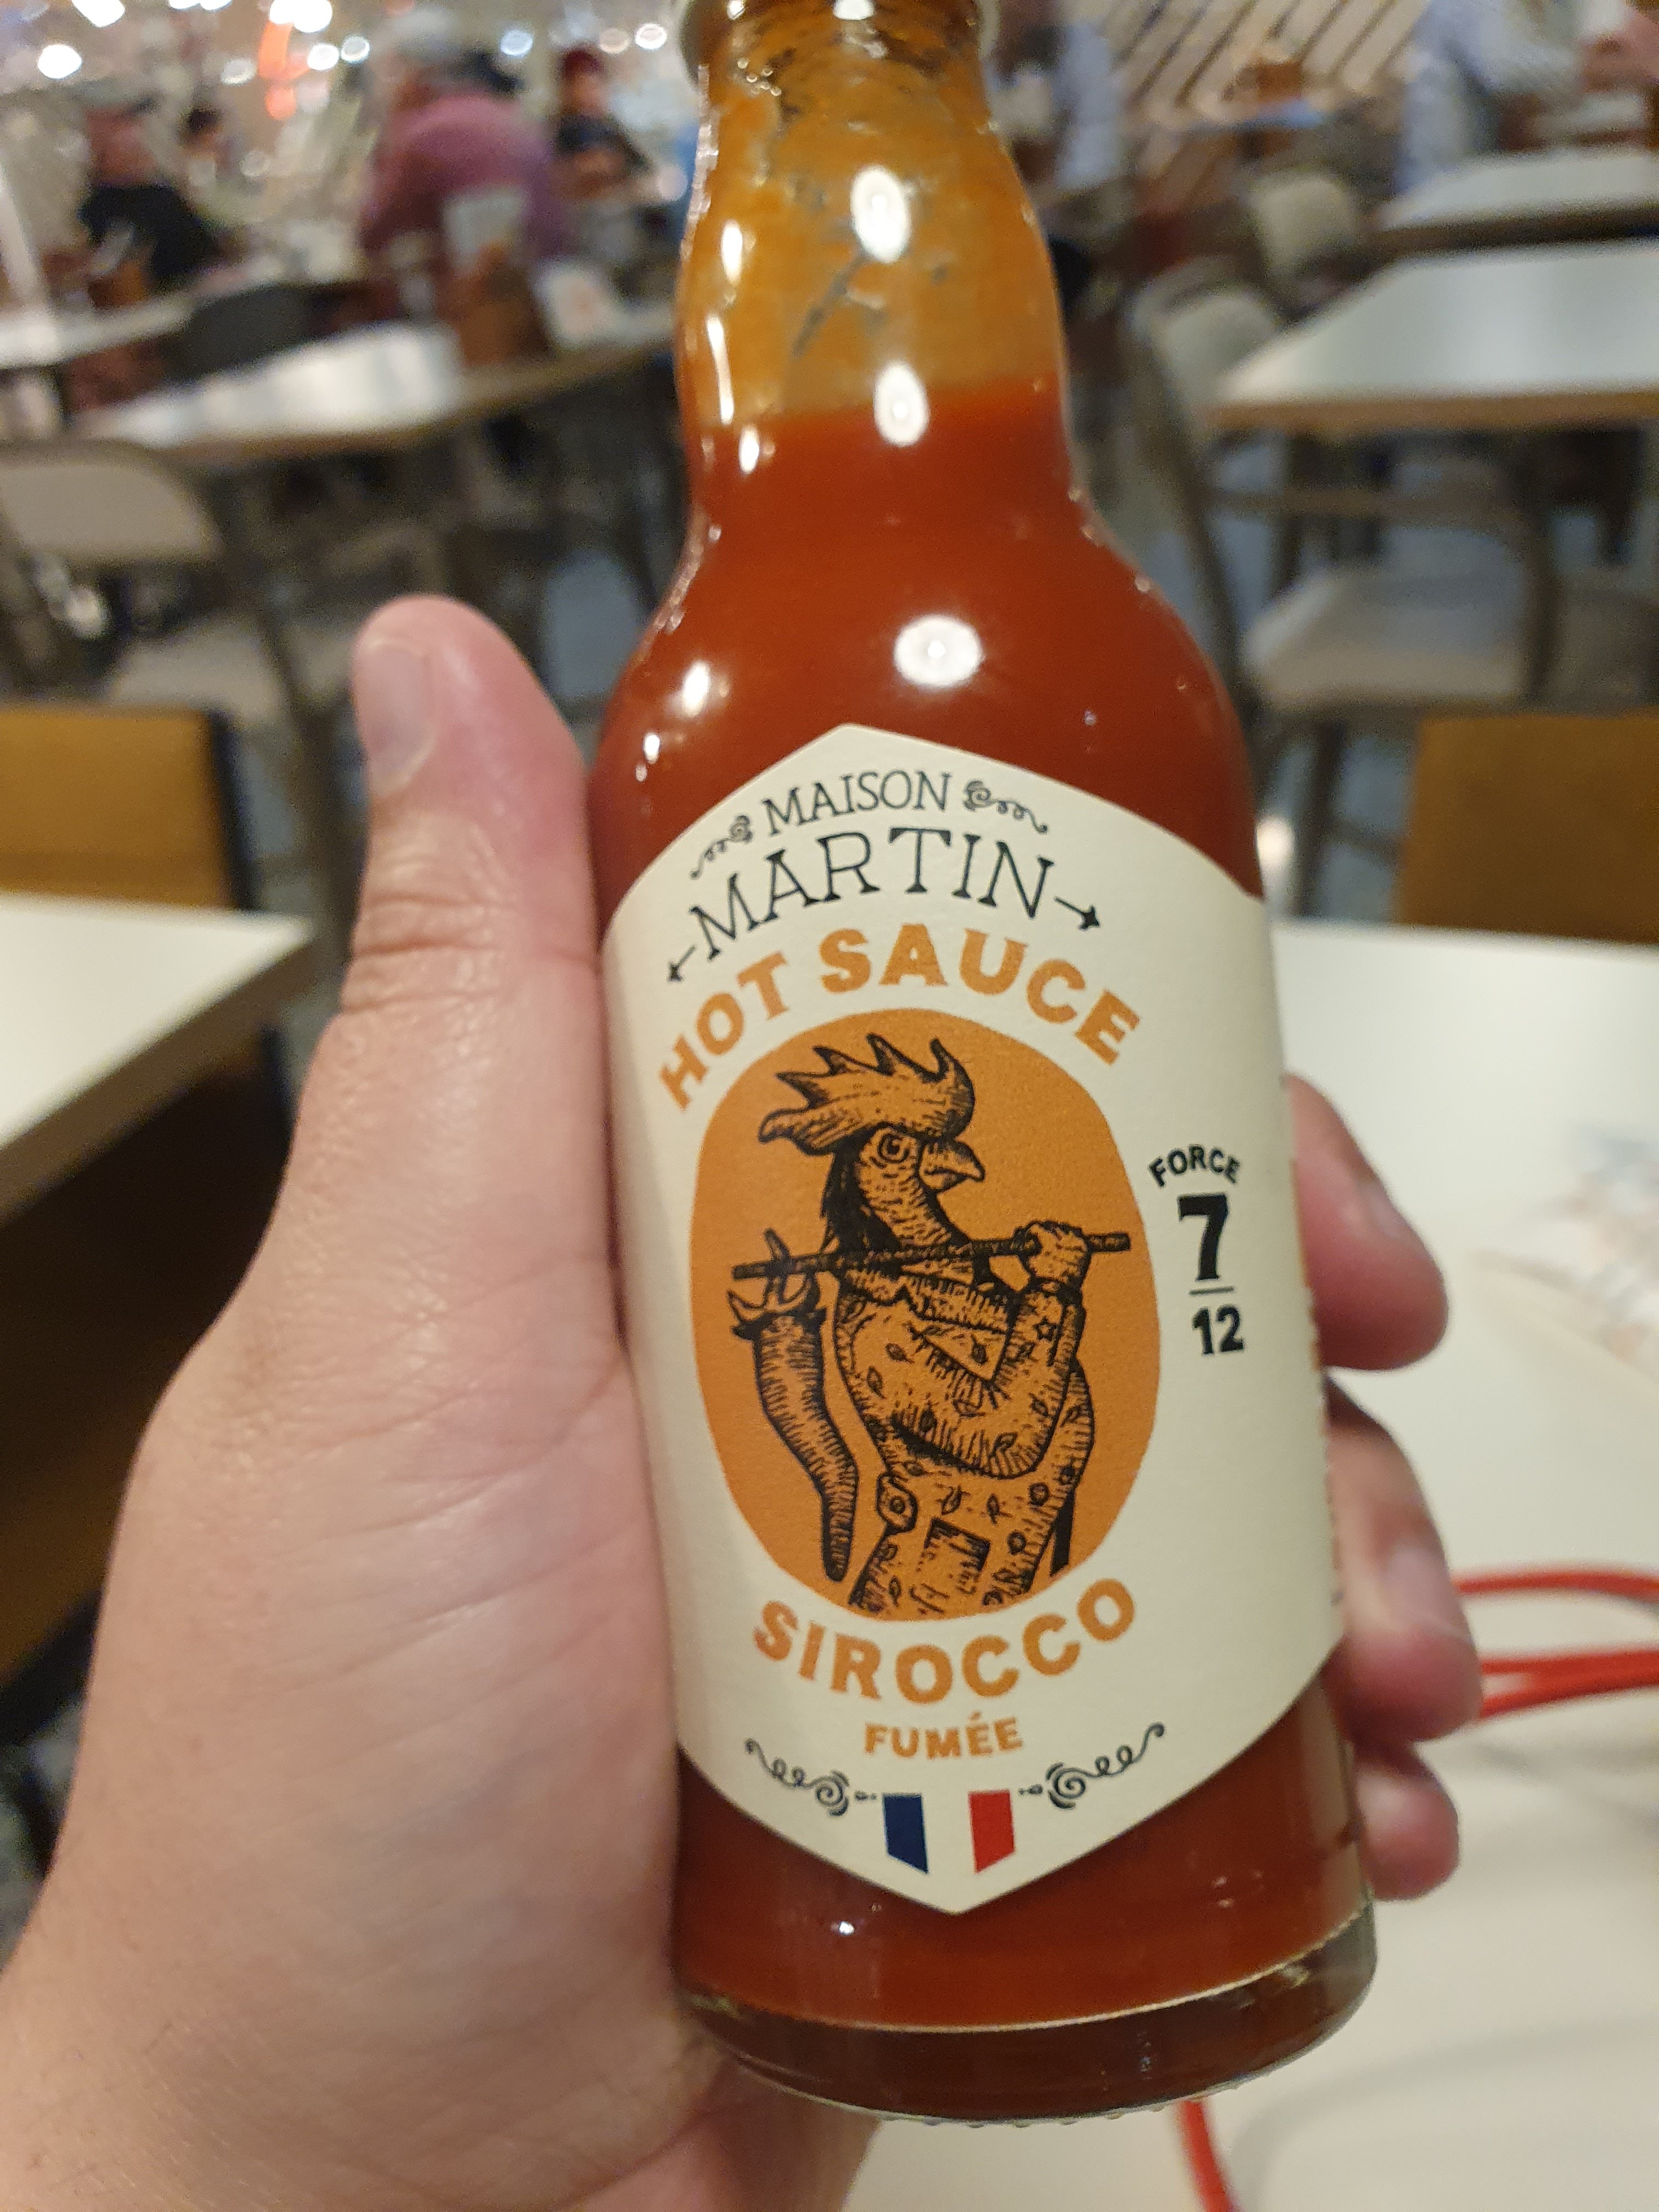 MAISON
MARTIN
HOT SAUCE
FORCE
7
12
SIROCCO
FUMÉE